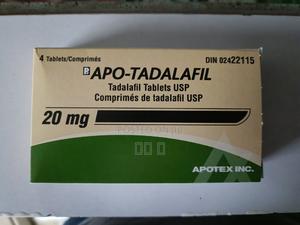 4 Tablets/Comprimés
DIN 02422115
APO-TADALAFIL
Tadalafil Tablets USP
Comprimés de tadalafil USP
20 mg
APOTEX INC.